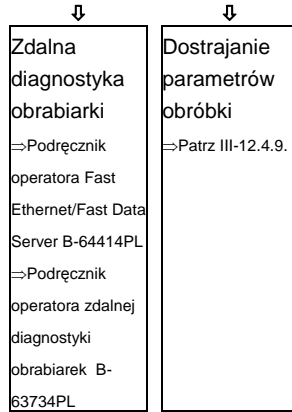 ⇩
Zdalna
diagnostyka
obrabiarki
⇒Podręcznik
operatora Fast
Ethernet/Fast Data
Server B-64414PL
⇒Podręcznik
operatora zdalnej
diagnostyki
obrabiarek B-
63734PL
⇩
Dostrajanie
parametrów
obróbki
⇒Patrz III-12.4.9.